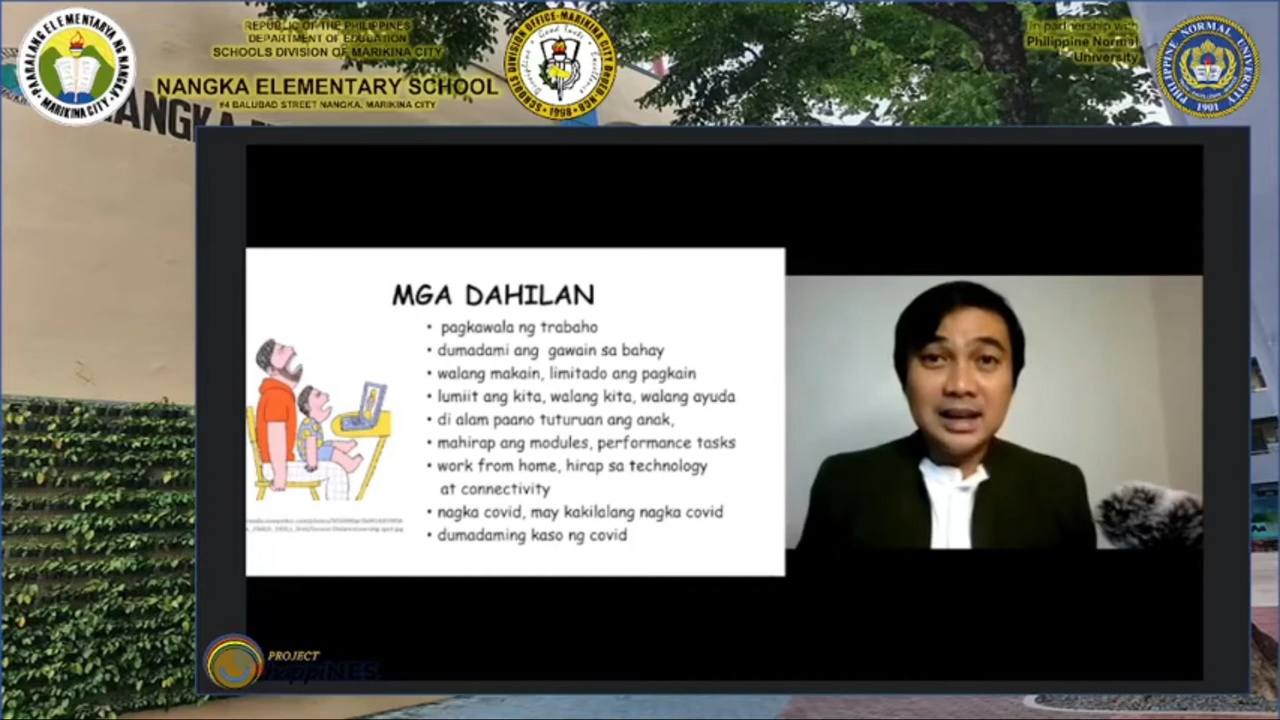 PAARALANG ELEMENTARYA NG NANGKA
MARIKINA CITY
REPUBLIC OF THE PHILIPPINES
DEPARTMENT OF EDUCATION
SCHOOLS DIVISION OF MARIKINA CITY
NANGKA ELEMENTARY SCHOOL
#4 BALUBAD STREET NANGKA, MARIKINA CITY
SCHOOLS DIVISION OFFICE-MARIKINA CITY
1998
In partnership with
Philippine Normal
University
PHILIPPINE NORMAL UNIVERSITY
1901
NANGKA
MGA DAHILAN
• pagkawala ng trabaho
• dumadami ang gawain sa bahay
• walang makain, limitado ang pagkain
• lumiit ang kita, walang kita, walang ayuda
• di alam paano tuturuan ang anak,
• mahirap ang modules, performance tasks
• work from home, hirap sa technology
at connectivity
• nagka covid, may kakilalang nagka covid
• dumadaming kaso ng covid
PROJECT
happiNES